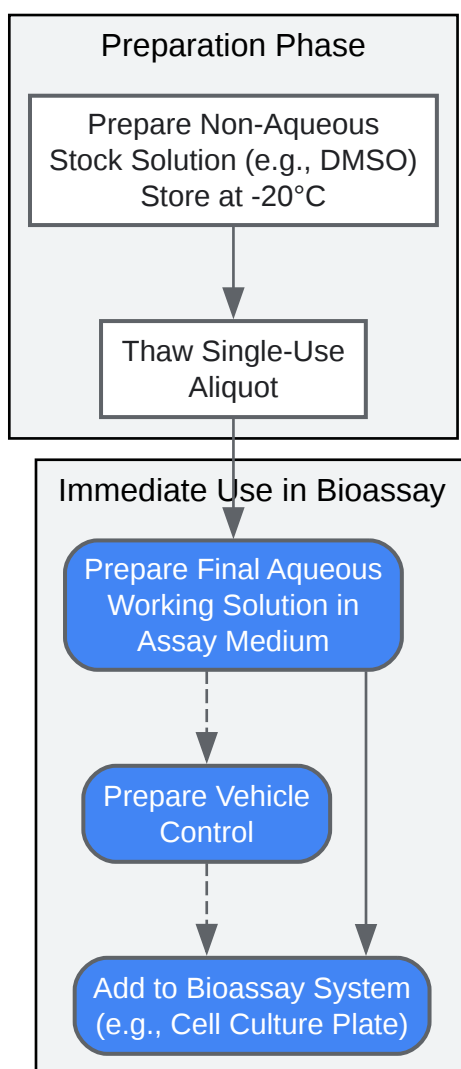 Preparation Phase
Prepare Non-Aqueous
Stock Solution (e.g., DMSO)
Store at -20°C
Thaw Single-Use
Aliquot
Immediate Use in Bioassay
Prepare Final Aqueous
Working Solution in
Assay Medium
Prepare Vehicle
Control
Add to Bioassay System
(e.g., Cell Culture Plate)